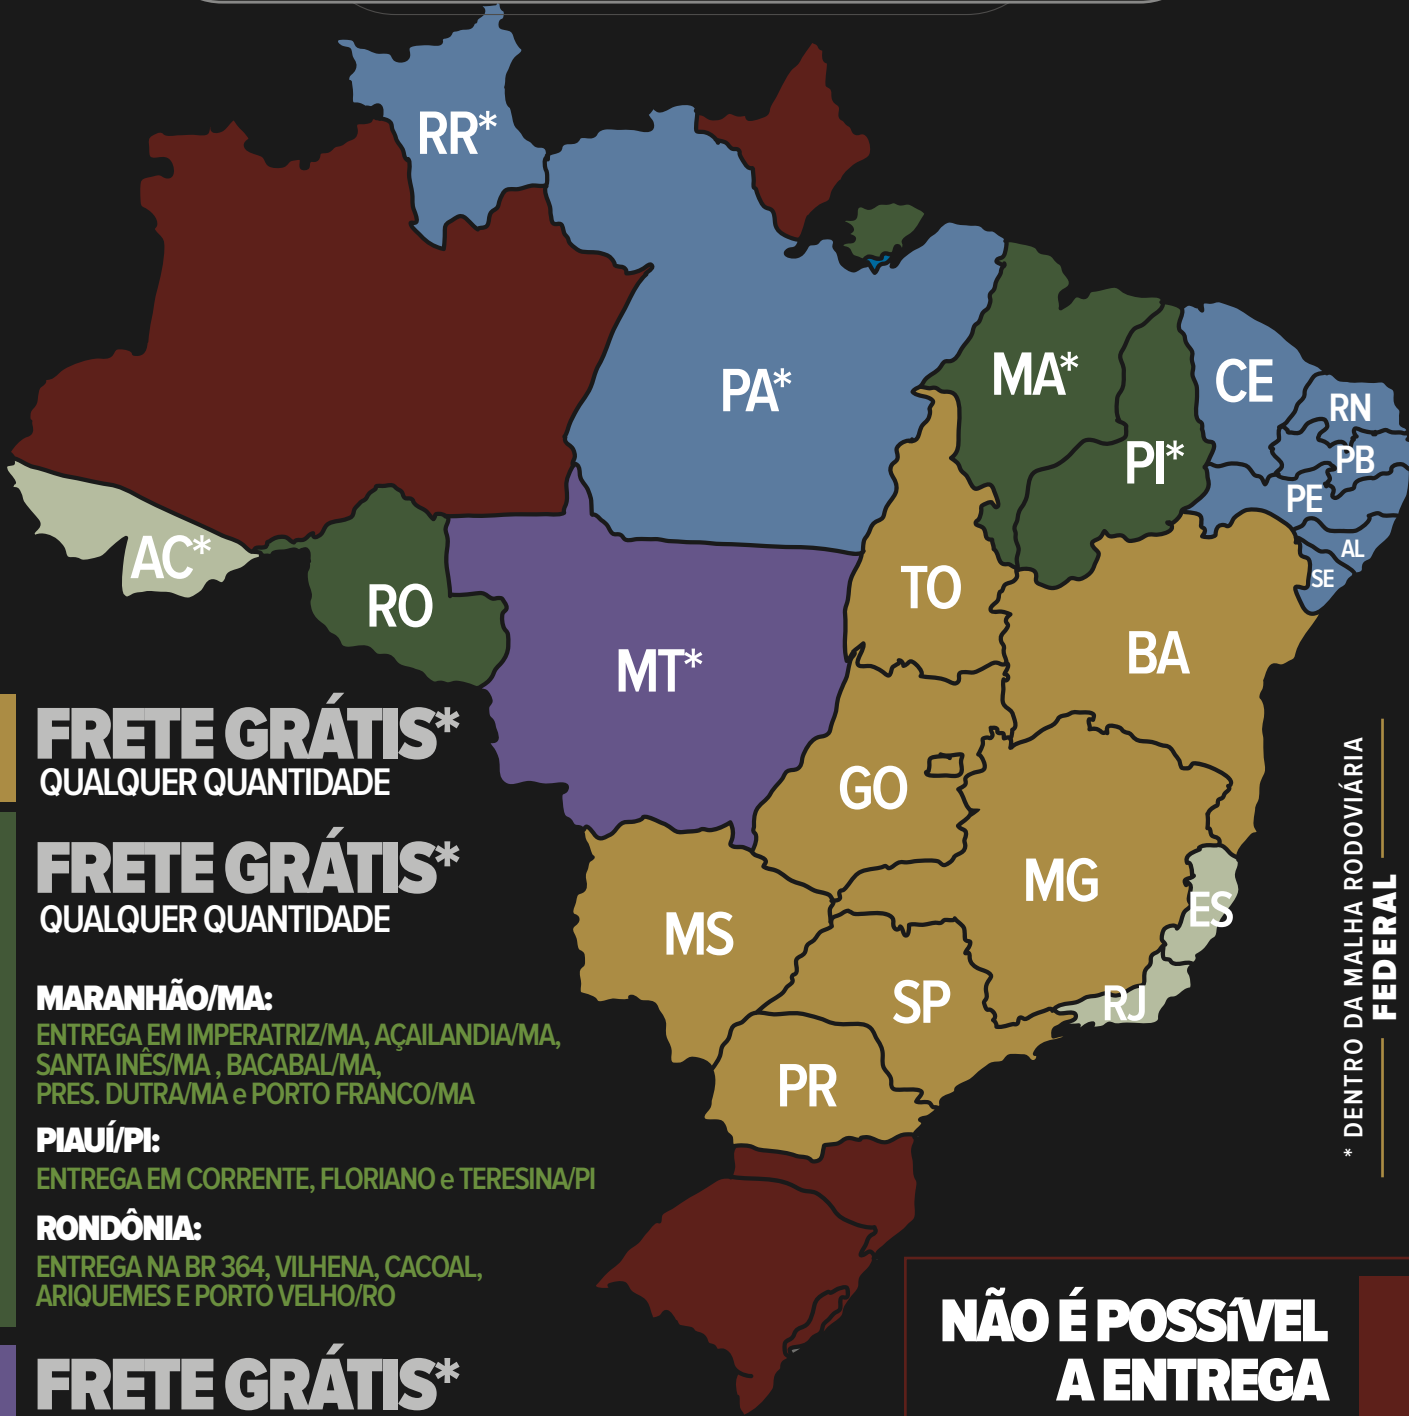 RR*
PA*
MA*
CE
RN
PI*
PB
PE
AL
SE
AC*
RO
TO
MT*
BA
GO
MG
ES
MS
SP
RJ
PR
FRETE GRÁTIS*
QUALQUER QUANTIDADE
FRETE GRÁTIS*
QUALQUER QUANTIDADE
MARANHÃO/MA:
ENTREGA EM IMPERATRIZ/MA, AÇAILANDIA/MA,
SANTA INÊS/MA , BACABAL/MA,
PRES. DUTRA/MA e PORTO FRANCO/MA
PIAUÍ/PI:
ENTREGA EM CORRENTE, FLORIANO e TERESINA/PI
RONDÔNIA:
ENTREGA NA BR 364, VILHENA, CACOAL,
ARIQUEMES E PORTO VELHO/RO
FRETE GRÁTIS*
* DENTRO DA MALHA RODOVIÁRIA
FEDERAL
NÃO É POSSíVEL
A ENTREGA